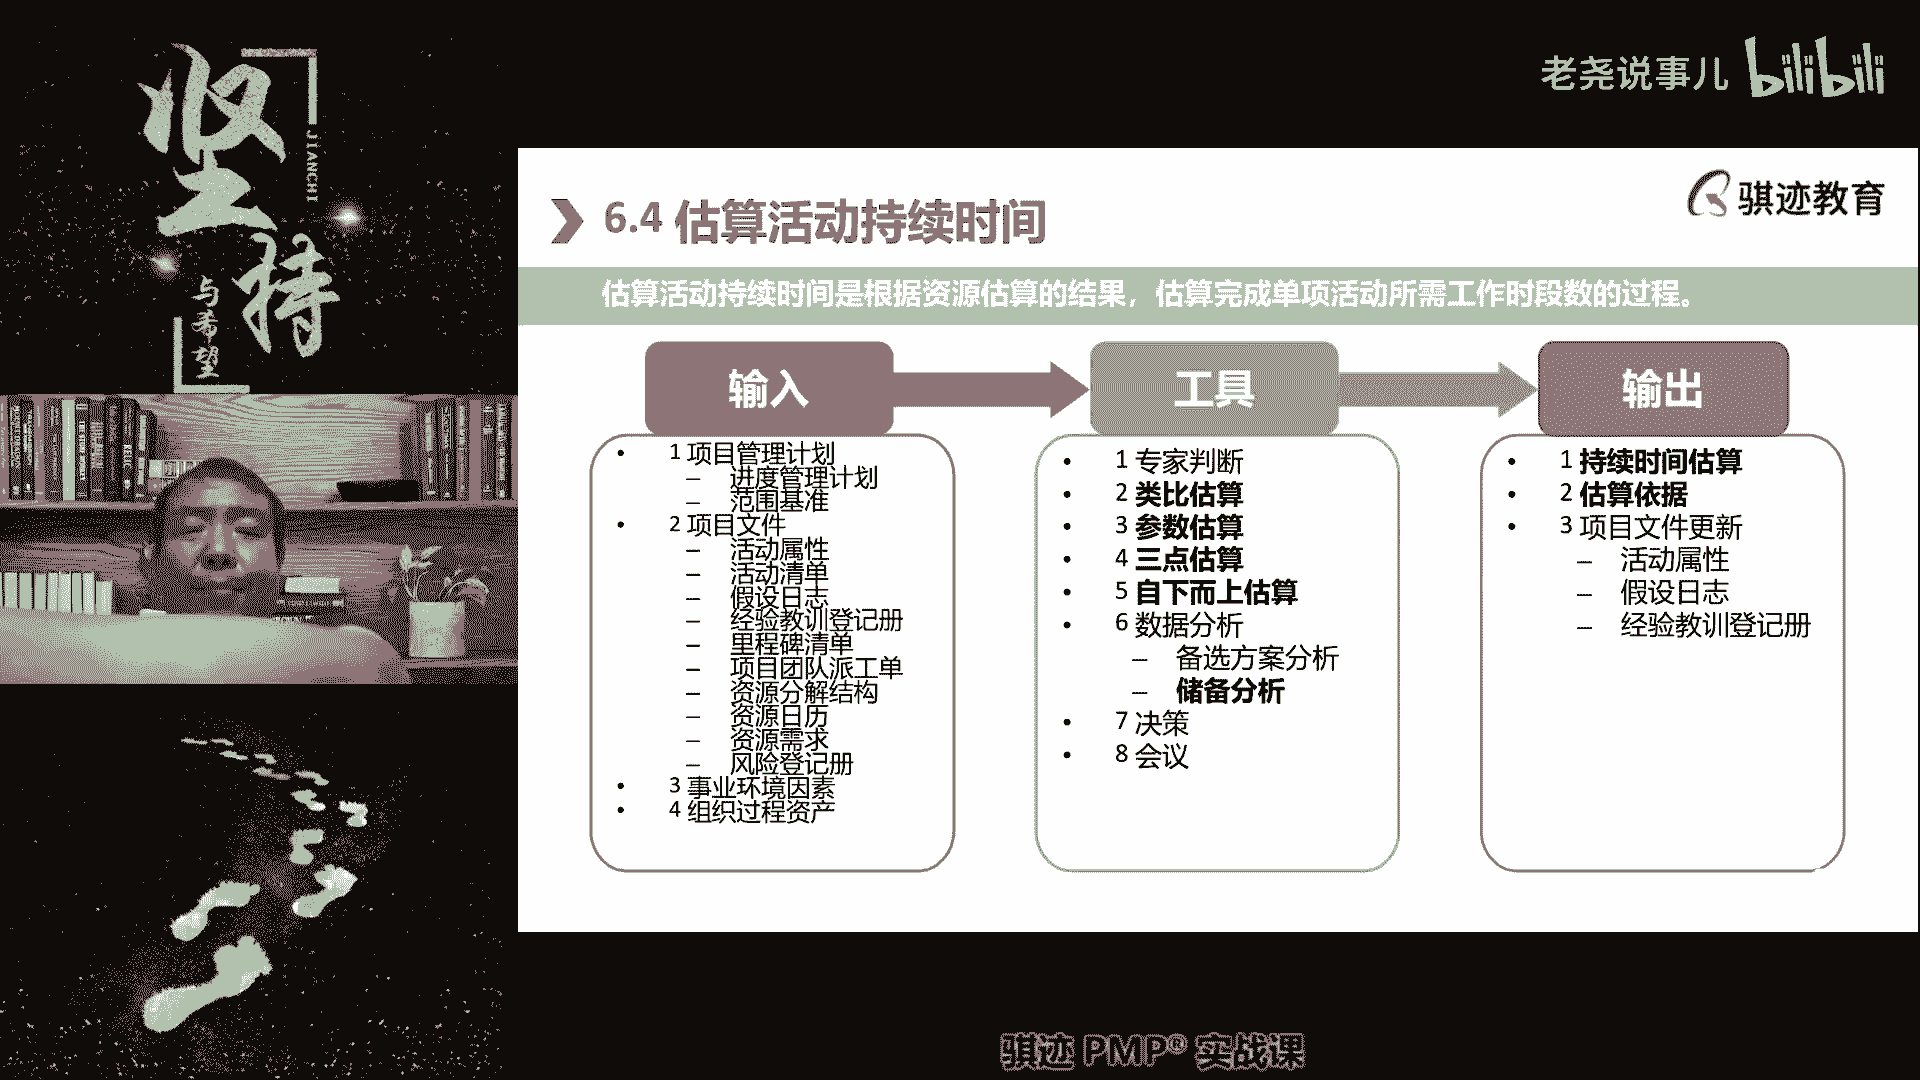 坚持
JIANCHI
与希望
老尧说事儿 bilibili
骐迹教育
6.4 估算活动持续时间
估算活动持续时间是根据资源估算的结果，估算完成单项活动所需工作时段数的过程。
输入
• 1 项目管理计划
– 进度管理计划
– 范围基准
• 2 项目文件
– 活动属性
– 活动清单
– 假设日志
– 经验教训登记册
– 里程碑清单
– 项目团队派工单
– 资源分解结构
– 资源日历
– 资源需求
– 风险登记册
• 3 事业环境因素
• 4 组织过程资产
工具
• 1 专家判断
• 2 类比估算
• 3 参数估算
• 4 三点估算
• 5 自下而上估算
• 6 数据分析
– 备选方案分析
– 储备分析
• 7 决策
• 8 会议
输出
• 1 持续时间估算
• 2 估算依据
• 3 项目文件更新
– 活动属性
– 假设日志
– 经验教训登记册
骐迹 PMP® 实战课